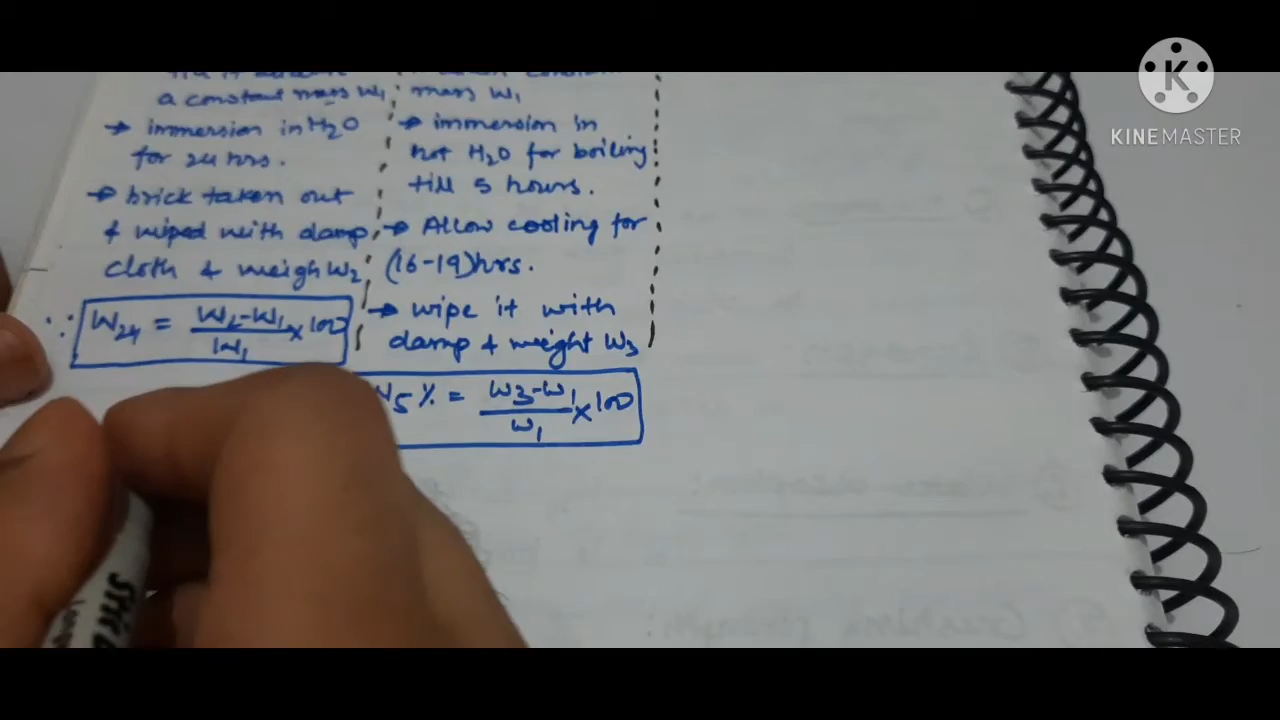 a constant mass W1
→ immersion in H2O
for 24 hrs.
→ brick taken out
& wiped with damp
cloth & weigh W2
∵ W24 = W2-W1/W1 × 100
mass W1
→ immersion in
hot H2O for boiling
till 5 hours.
→ Allow cooling for
(16-19)hrs.
→ wipe it with
damp & weight W3
W5 % = W3-W1/W1 × 100
KINEMASTER